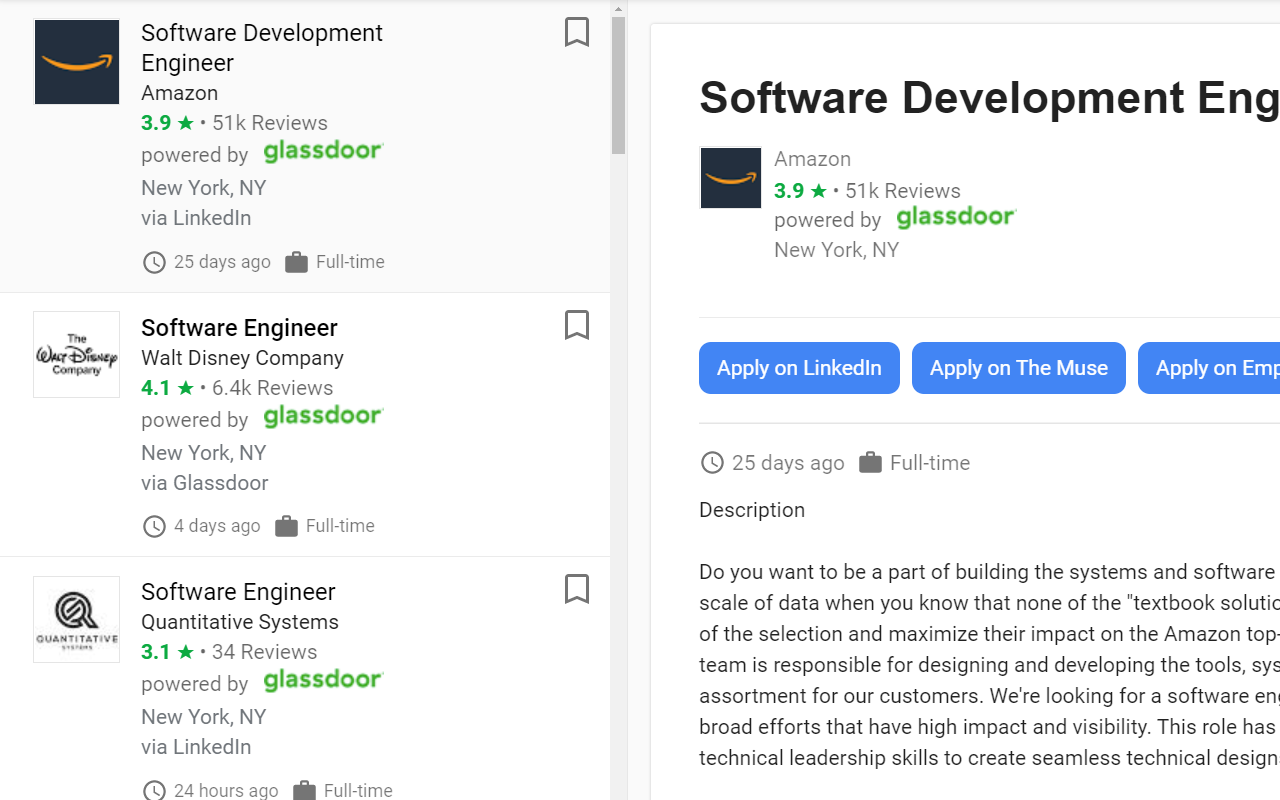 Software Development
Engineer
Amazon
3.9 ★ • 51k Reviews
powered by glassdoor
New York, NY
via LinkedIn
25 days ago Full-time
The
Walt Disney
Company
Software Engineer
Walt Disney Company
4.1 ★ • 6.4k Reviews
powered by glassdoor
New York, NY
via Glassdoor
4 days ago Full-time
QUANTITATIVE
SYSTEMS
Software Engineer
Quantitative Systems
3.1 ★ • 34 Reviews
powered by glassdoor
New York, NY
via LinkedIn
24 hours ago Full-time
Software Development Eng
Amazon
3.9 ★ • 51k Reviews
powered by glassdoor
New York, NY
Apply on LinkedIn Apply on The Muse Apply on Emp
25 days ago Full-time
Description
Do you want to be a part of building the systems and software
scale of data when you know that none of the "textbook solutio
of the selection and maximize their impact on the Amazon top-
team is responsible for designing and developing the tools, sys
assortment for our customers. We're looking for a software eng
broad efforts that have high impact and visibility. This role has
technical leadership skills to create seamless technical designs